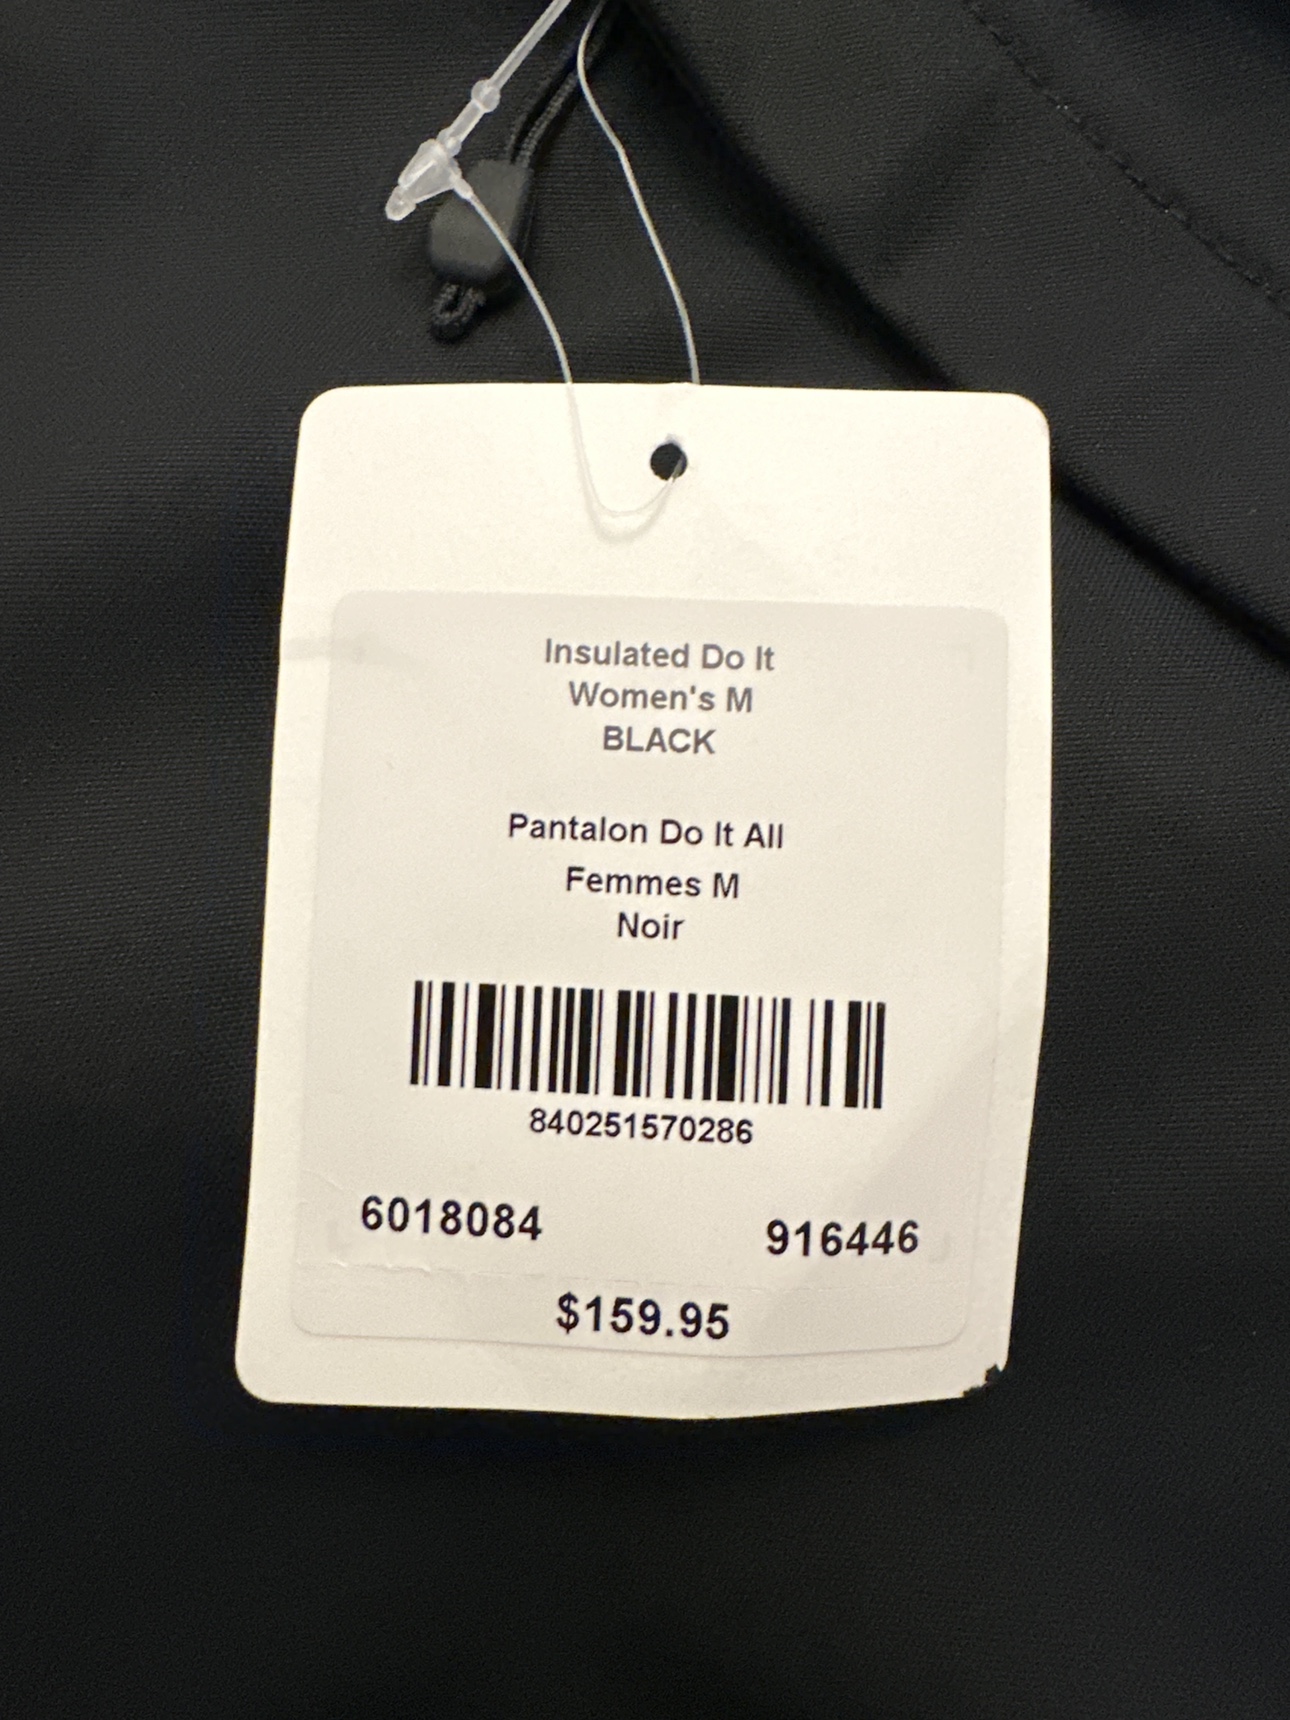 Insulated Do It
Women's M
BLACK
Pantalon Do It All
Femmes M
Noir
840251570286
6018084 916446
$159.95